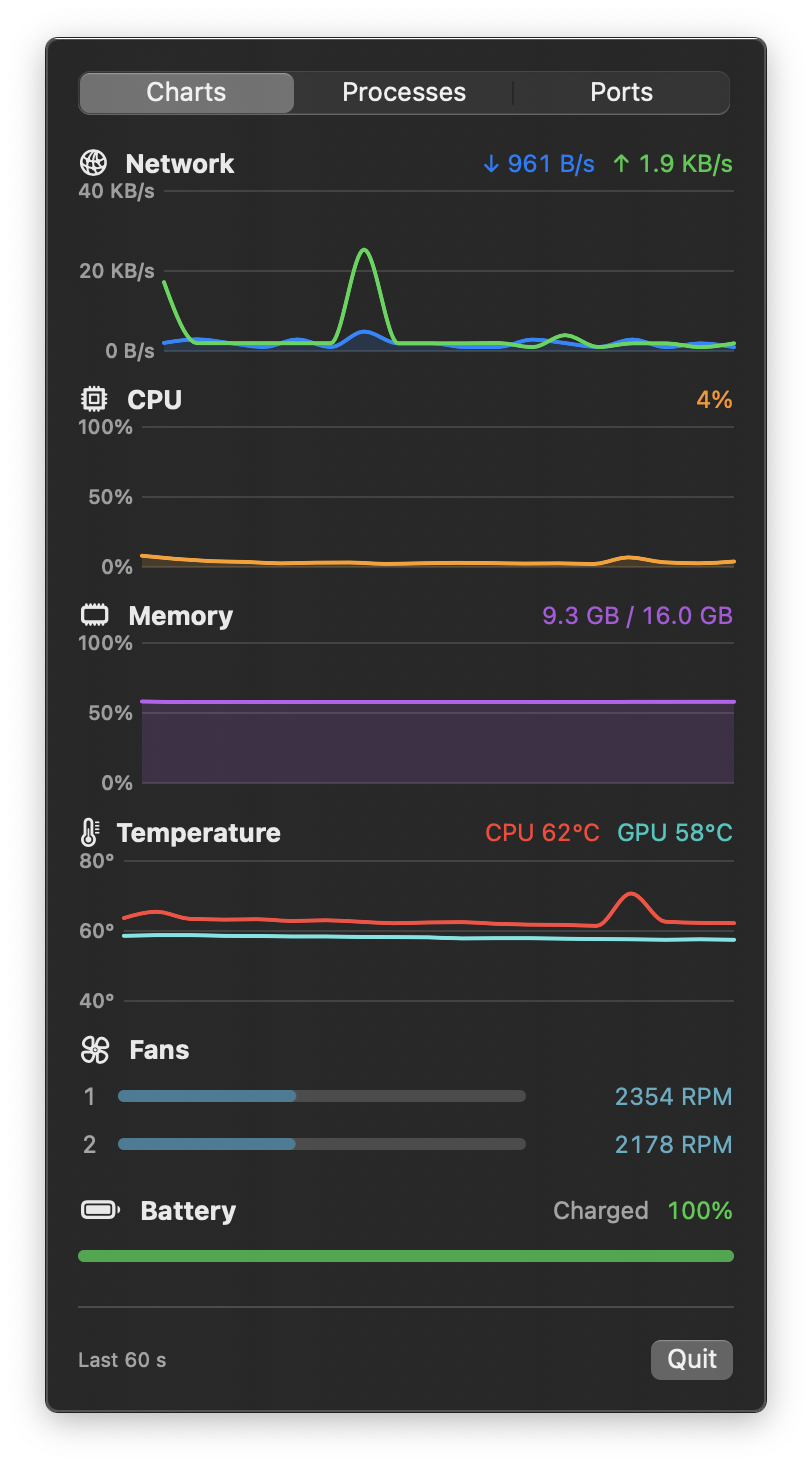 Charts Processes Ports
Network ↓ 961 B/s ↑ 1.9 KB/s
40 KB/s
20 KB/s
0 B/s
CPU 4%
100%
50%
0%
Memory 9.3 GB / 16.0 GB
100%
50%
0%
Temperature CPU 62°C GPU 58°C
80°
60°
40°
Fans
1 2354 RPM
2 2178 RPM
Battery Charged 100%
Last 60 s Quit